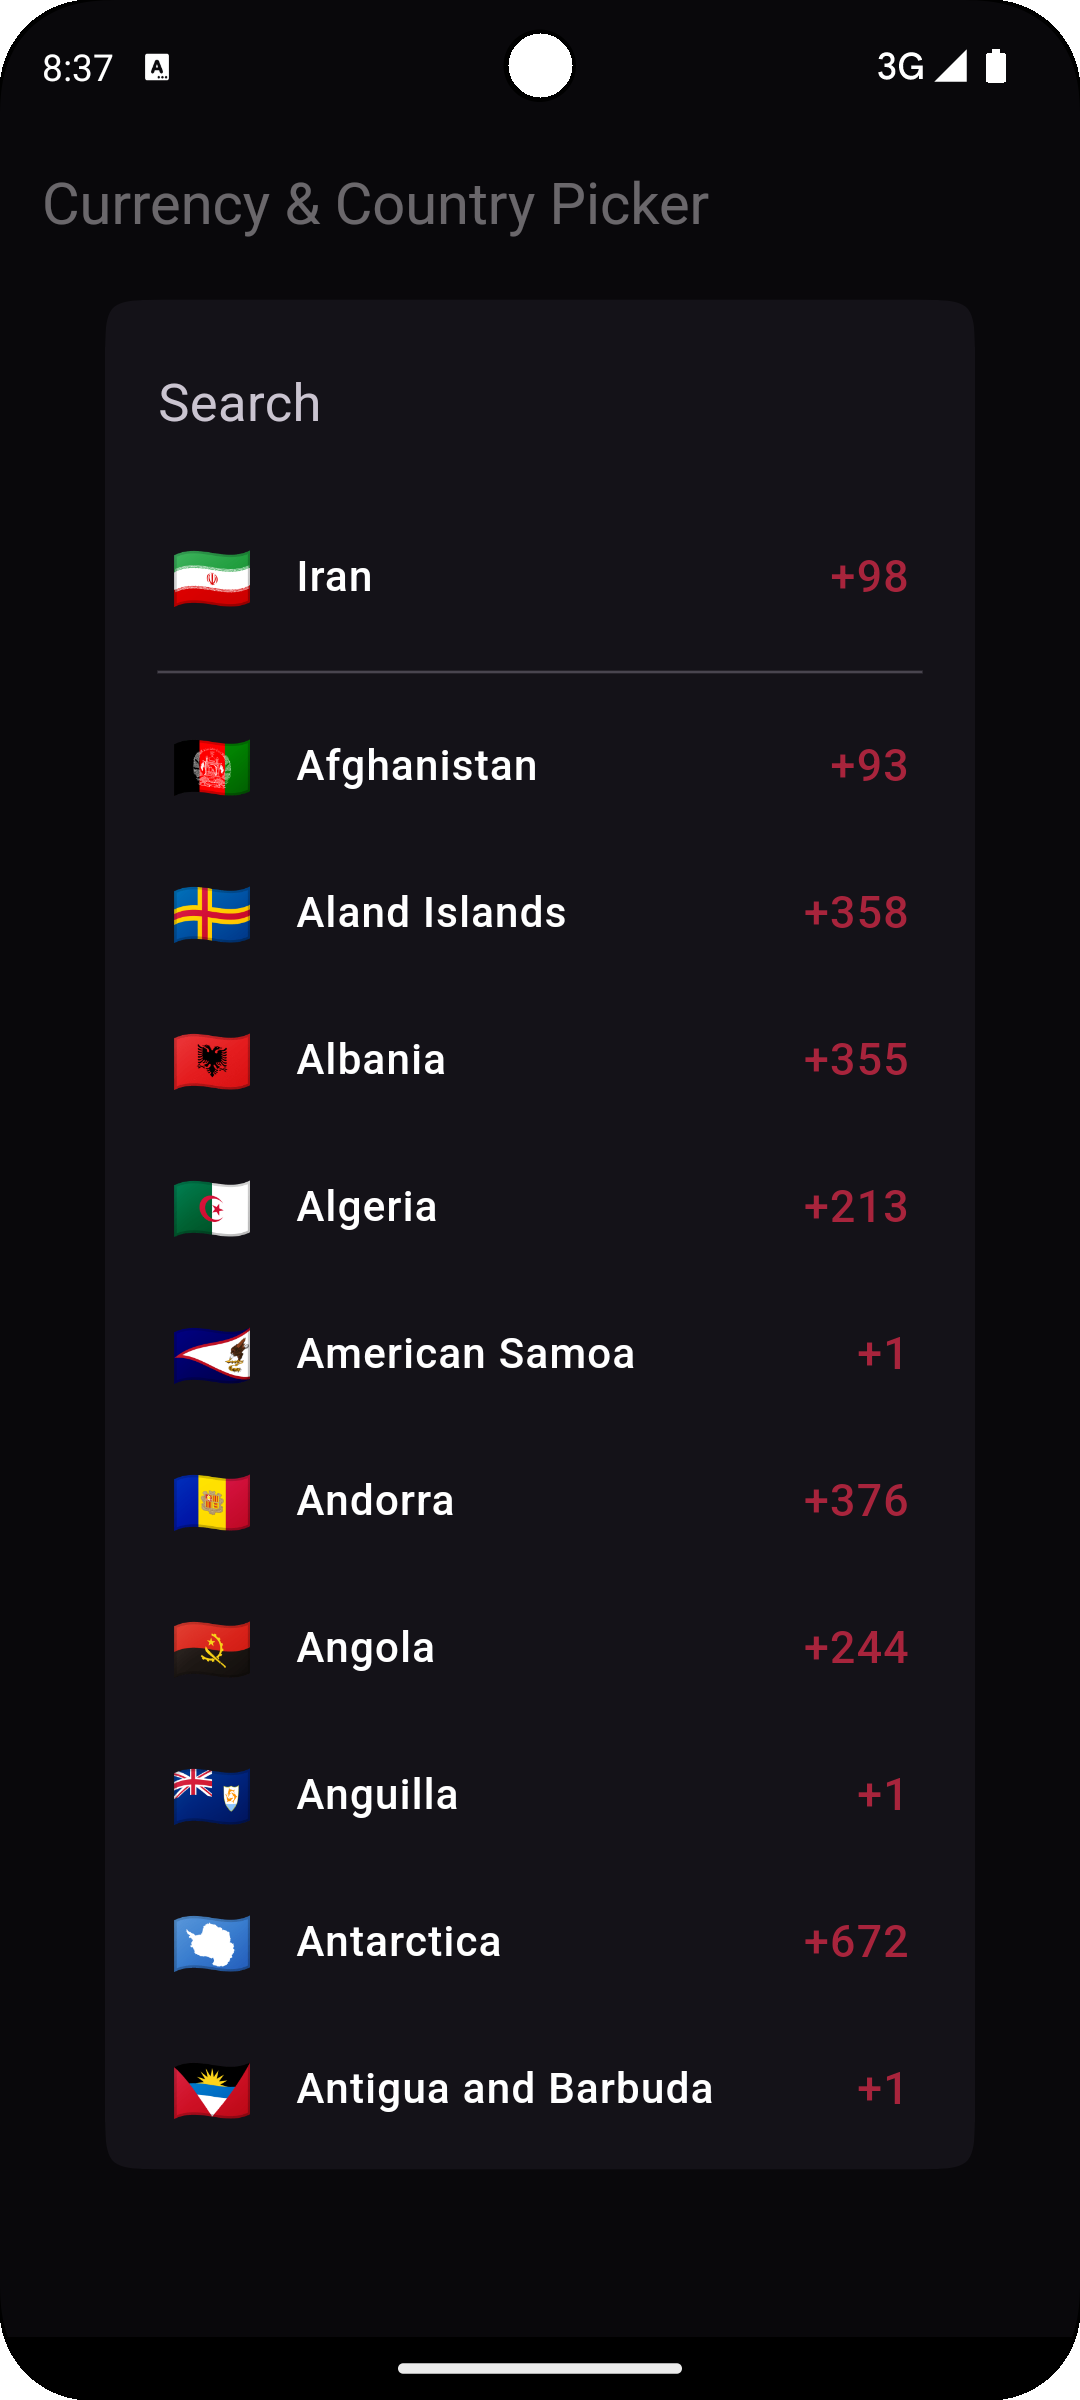 8:37 A 3G
Currency & Country Picker
Search
Iran +98
Afghanistan +93
Aland Islands +358
Albania +355
Algeria +213
American Samoa +1
Andorra +376
Angola +244
Anguilla +1
Antarctica +672
Antigua and Barbuda +1